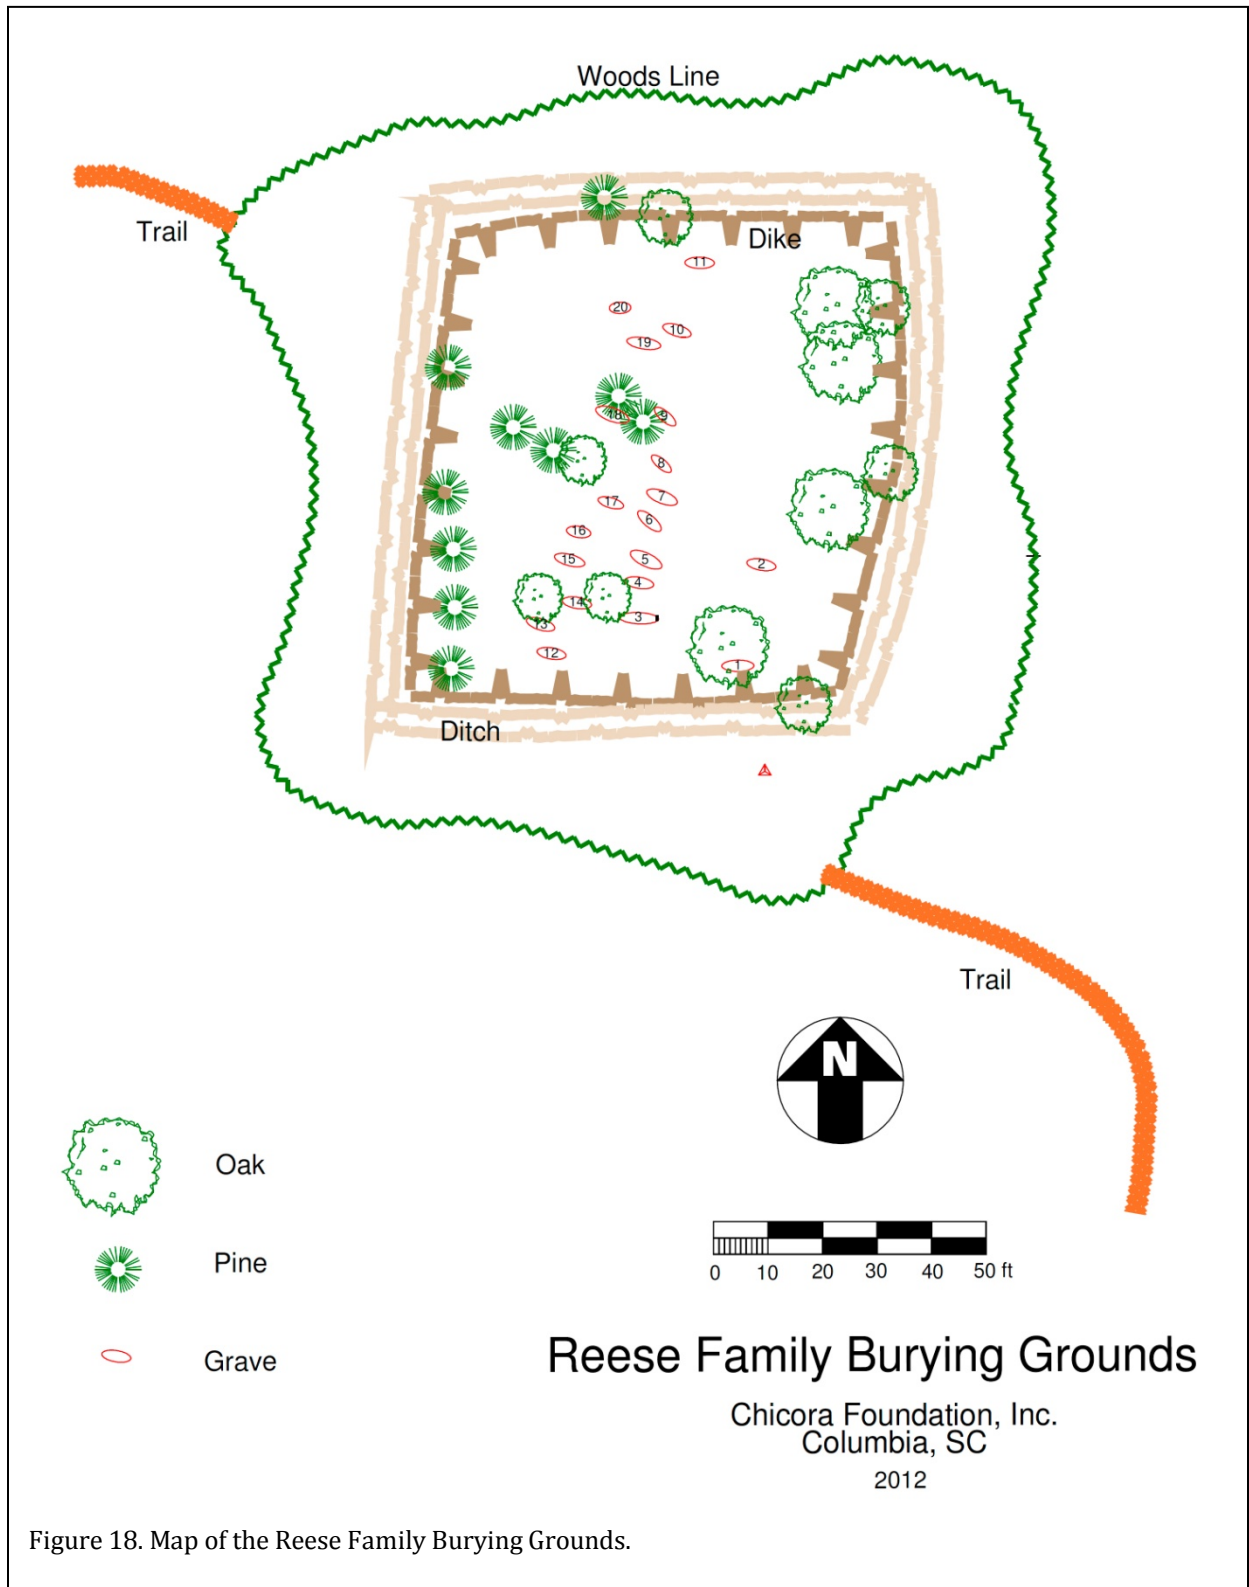 Woods Line
Trail
Dike
11
20
10
19
18
9
8
7
17
6
16
15
5
2
4
14
3
13
12
1
Ditch
Trail
N
Oak
Pine
Grave
0 10 20 30 40 50 ft
Reese Family Burying Grounds
Chicora Foundation, Inc.
Columbia, SC
2012
Figure 18. Map of the Reese Family Burying Grounds.